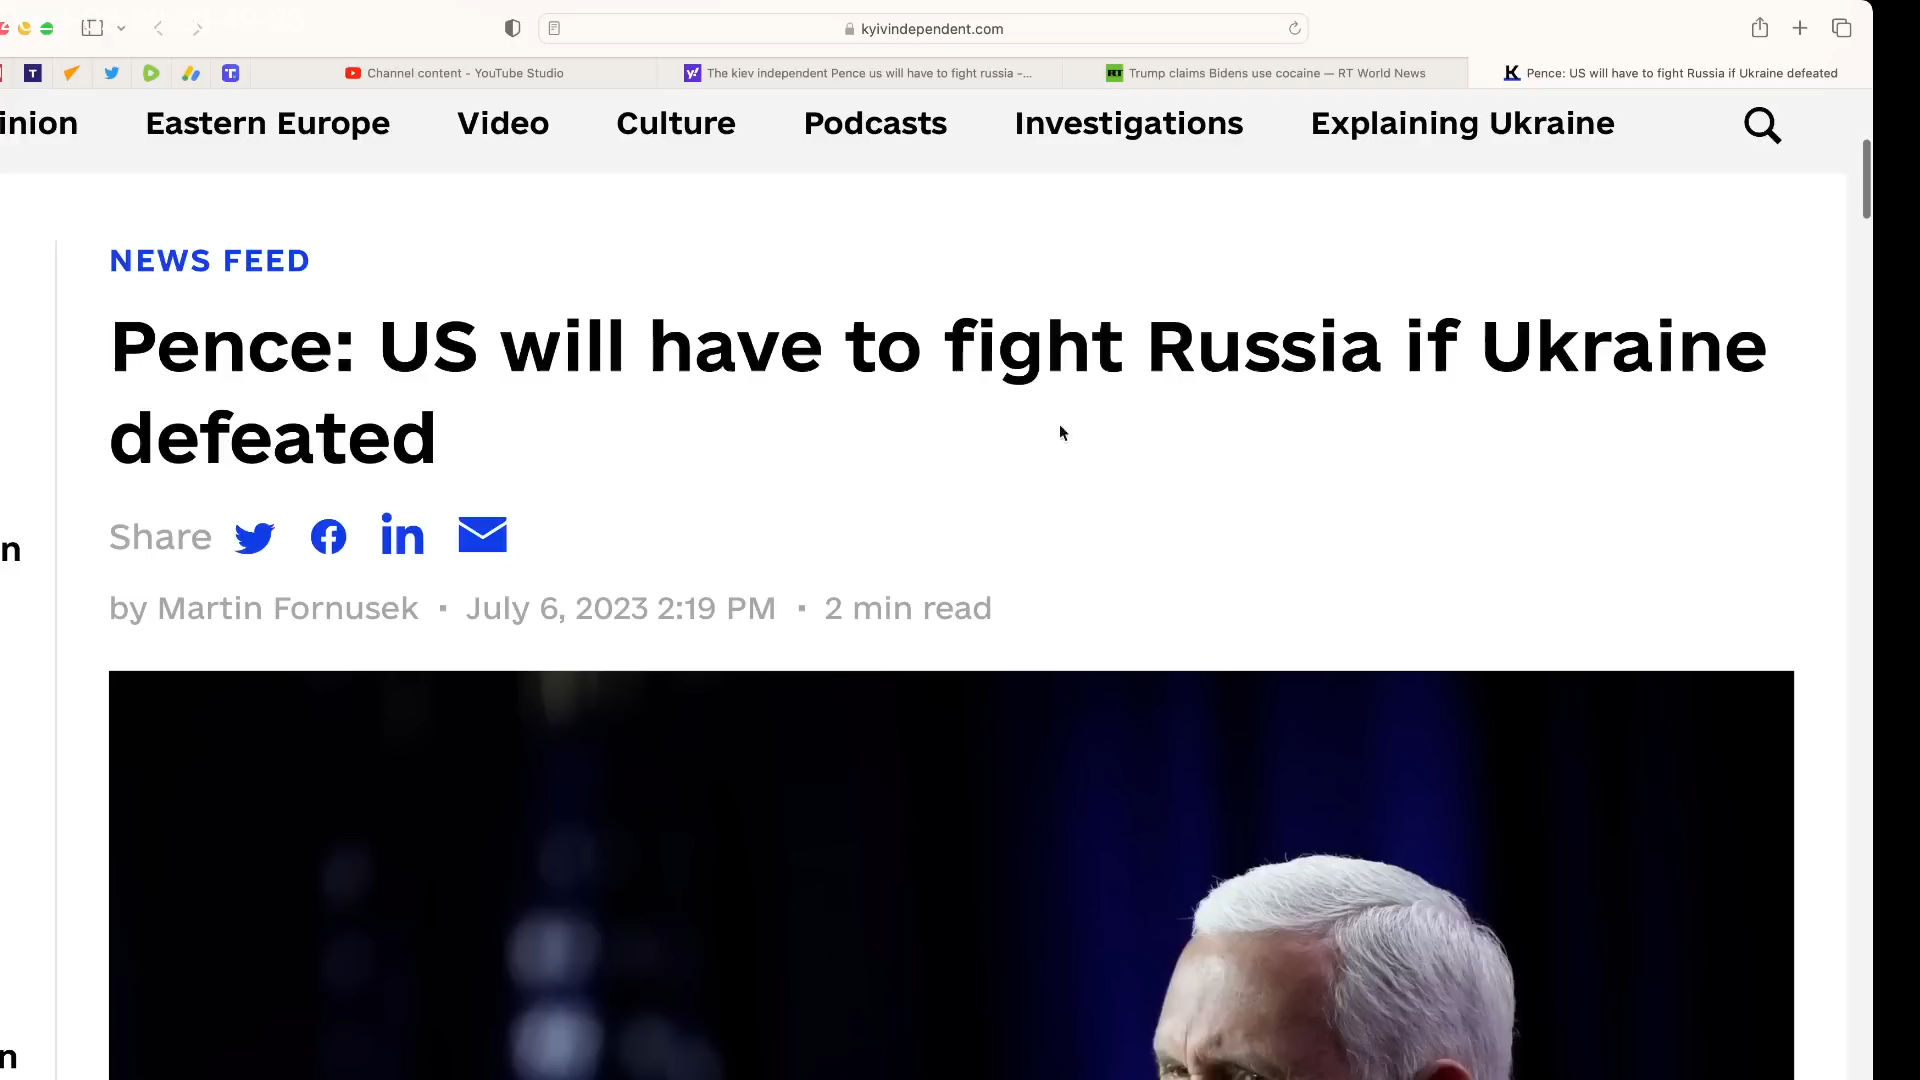 kyivindependent.com
Channel content - YouTube Studio
The kiev independent Pence us will have to fight russia -...
Trump claims Bidens use cocaine — RT World News
Pence: US will have to fight Russia if Ukraine defeated
inion
Eastern Europe
Video
Culture
Podcasts
Investigations
Explaining Ukraine
NEWS FEED
Pence: US will have to fight Russia if Ukraine
defeated
Share
by Martin Fornusek · July 6, 2023 2:19 PM · 2 min read
n
n